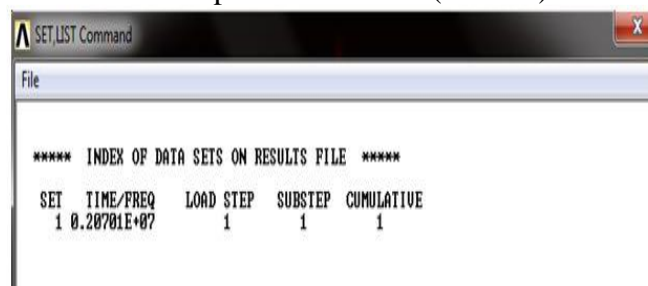 SET,LIST Command
File
***** INDEX OF DATA SETS ON RESULTS FILE *****
SET TIME/FREQ LOAD STEP SUBSTEP CUMULATIVE
1 0.20701E+07 1 1 1